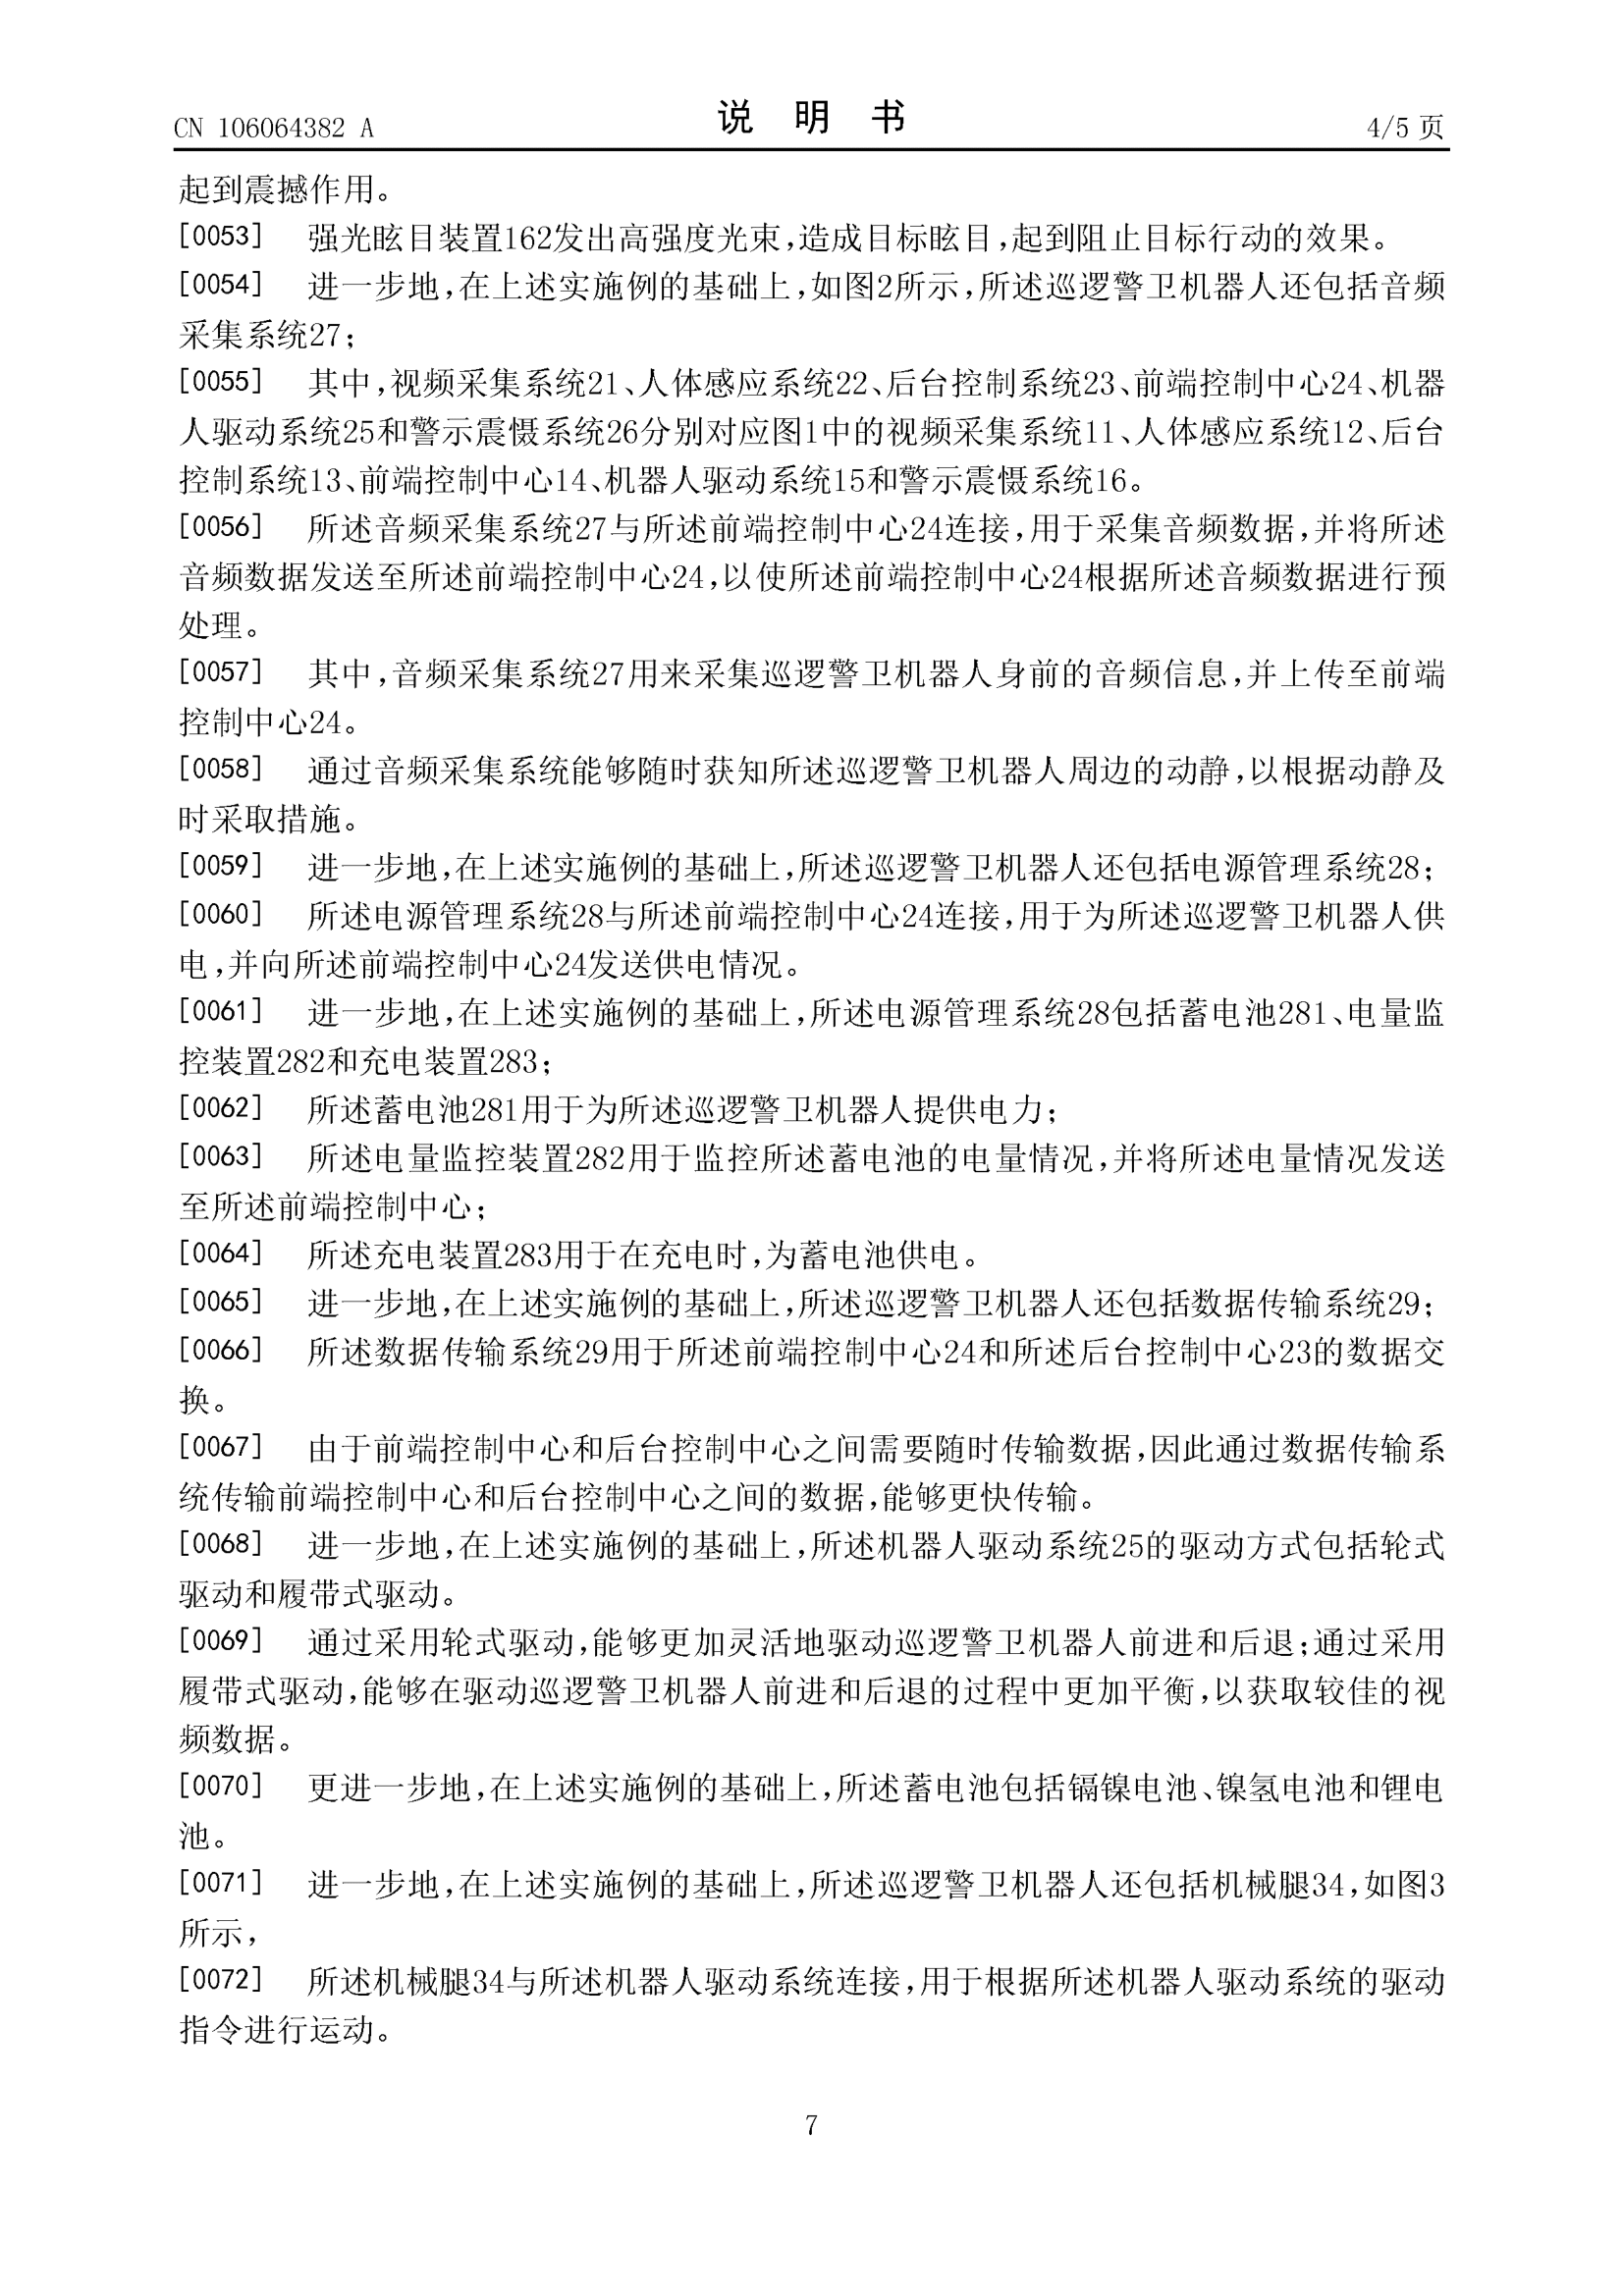 CN 106064382 A
说 明 书
4/5 页
起到震撼作用。
[0053] 强光眩目装置162发出高强度光束,造成目标眩目,起到阻止目标行动的效果。
[0054] 进一步地,在上述实施例的基础上,如图2所示,所述巡逻警卫机器人还包括音频
采集系统27;
[0055] 其中,视频采集系统21、人体感应系统22、后台控制系统23、前端控制中心24、机器
人驱动系统25和警示震慑系统26分别对应图1中的视频采集系统11、人体感应系统12、后台
控制系统13、前端控制中心14、机器人驱动系统15和警示震慑系统16。
[0056] 所述音频采集系统27与所述前端控制中心24连接,用于采集音频数据,并将所述
音频数据发送至所述前端控制中心24,以使所述前端控制中心24根据所述音频数据进行预
处理。
[0057] 其中,音频采集系统27用来采集巡逻警卫机器人身前的音频信息,并上传至前端
控制中心24。
[0058] 通过音频采集系统能够随时获知所述巡逻警卫机器人周边的动静,以根据动静及
时采取措施。
[0059] 进一步地,在上述实施例的基础上,所述巡逻警卫机器人还包括电源管理系统28;
[0060] 所述电源管理系统28与所述前端控制中心24连接,用于为所述巡逻警卫机器人供
电,并向所述前端控制中心24发送供电情况。
[0061] 进一步地,在上述实施例的基础上,所述电源管理系统28包括蓄电池281、电量监
控装置282和充电装置283;
[0062] 所述蓄电池281用于为所述巡逻警卫机器人提供电力;
[0063] 所述电量监控装置282用于监控所述蓄电池的电量情况,并将所述电量情况发送
至所述前端控制中心;
[0064] 所述充电装置283用于在充电时,为蓄电池供电。
[0065] 进一步地,在上述实施例的基础上,所述巡逻警卫机器人还包括数据传输系统29;
[0066] 所述数据传输系统29用于所述前端控制中心24和所述后台控制中心23的数据交
换。
[0067] 由于前端控制中心和后台控制中心之间需要随时传输数据,因此通过数据传输系
统传输前端控制中心和后台控制中心之间的数据,能够更快传输。
[0068] 进一步地,在上述实施例的基础上,所述机器人驱动系统25的驱动方式包括轮式
驱动和履带式驱动。
[0069] 通过采用轮式驱动,能够更加灵活地驱动巡逻警卫机器人前进和后退;通过采用
履带式驱动,能够在驱动巡逻警卫机器人前进和后退的过程中更加平衡,以获取较佳的视
频数据。
[0070] 更进一步地,在上述实施例的基础上,所述蓄电池包括镉镍电池、镍氢电池和锂电
池。
[0071] 进一步地,在上述实施例的基础上,所述巡逻警卫机器人还包括机械腿34,如图3
所示,
[0072] 所述机械腿34与所述机器人驱动系统连接,用于根据所述机器人驱动系统的驱动
指令进行运动。
7